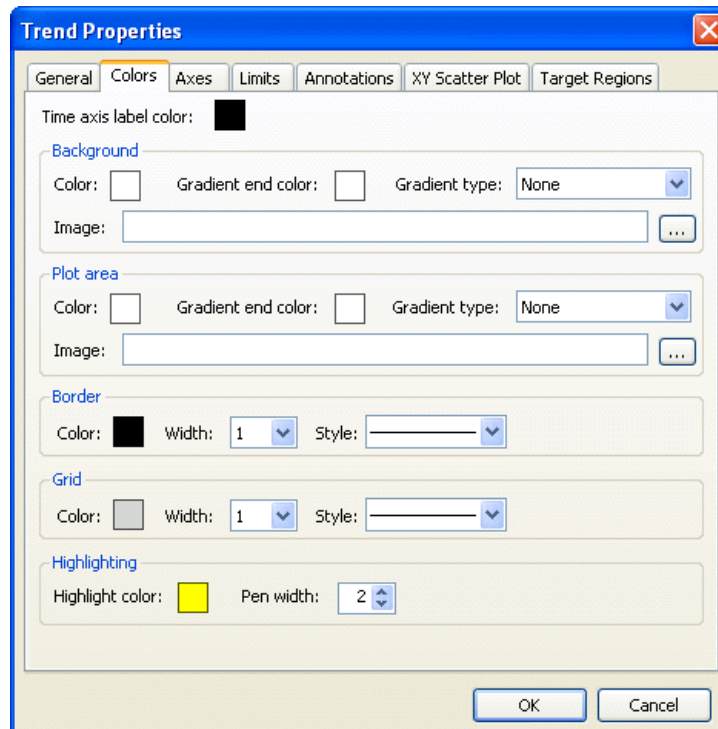 Trend Properties
General Colors Axes Limits Annotations XY Scatter Plot Target Regions
Time axis label color:
Background
Color: Gradient end color: Gradient type: None
Image: ...
Plot area
Color: Gradient end color: Gradient type: None
Image: ...
Border
Color: Width: 1 Style:
Grid
Color: Width: 1 Style:
Highlighting
Highlight color: Pen width: 2
OK Cancel